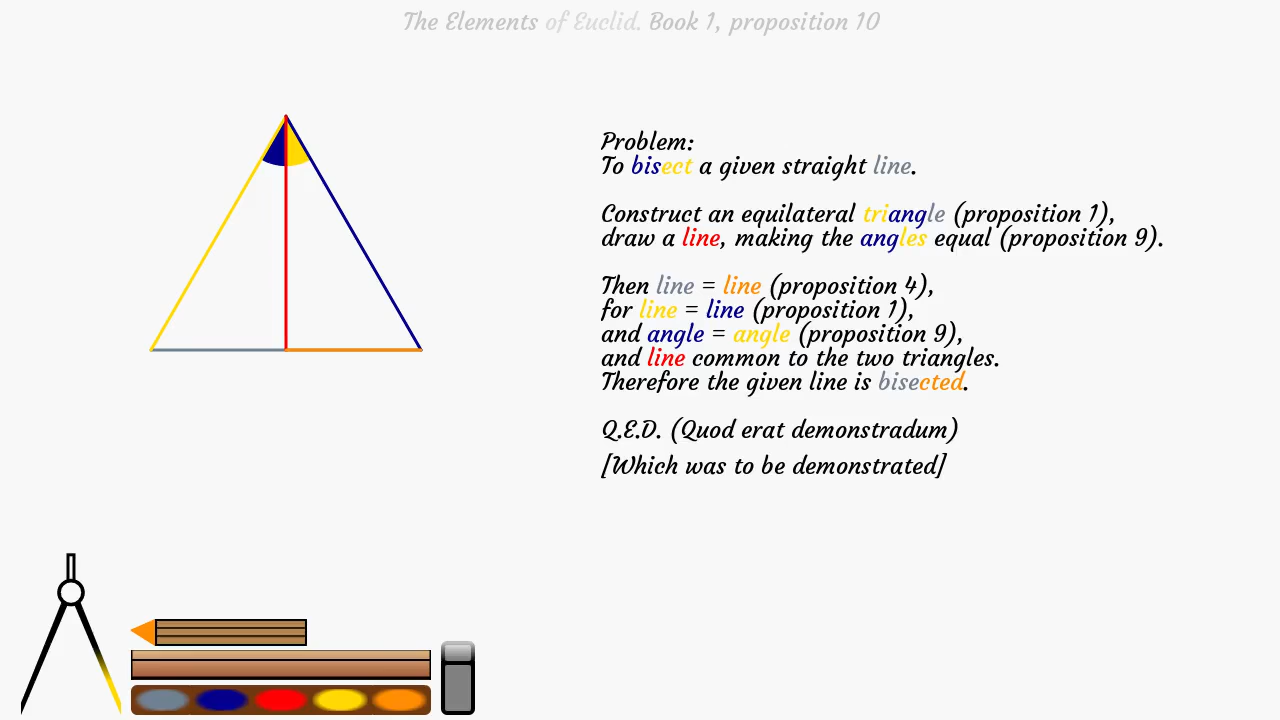 The Elements of Euclid. Book 1, proposition 10
Problem:
To bisect a given straight line.
Construct an equilateral triangle (proposition 1),
draw a line, making the angles equal (proposition 9).
Then line = line (proposition 4),
for line = line (proposition 1),
and angle = angle (proposition 9),
and line common to the two triangles.
Therefore the given line is bisected.
Q.E.D. (Quod erat demonstradum)
[Which was to be demonstrated]